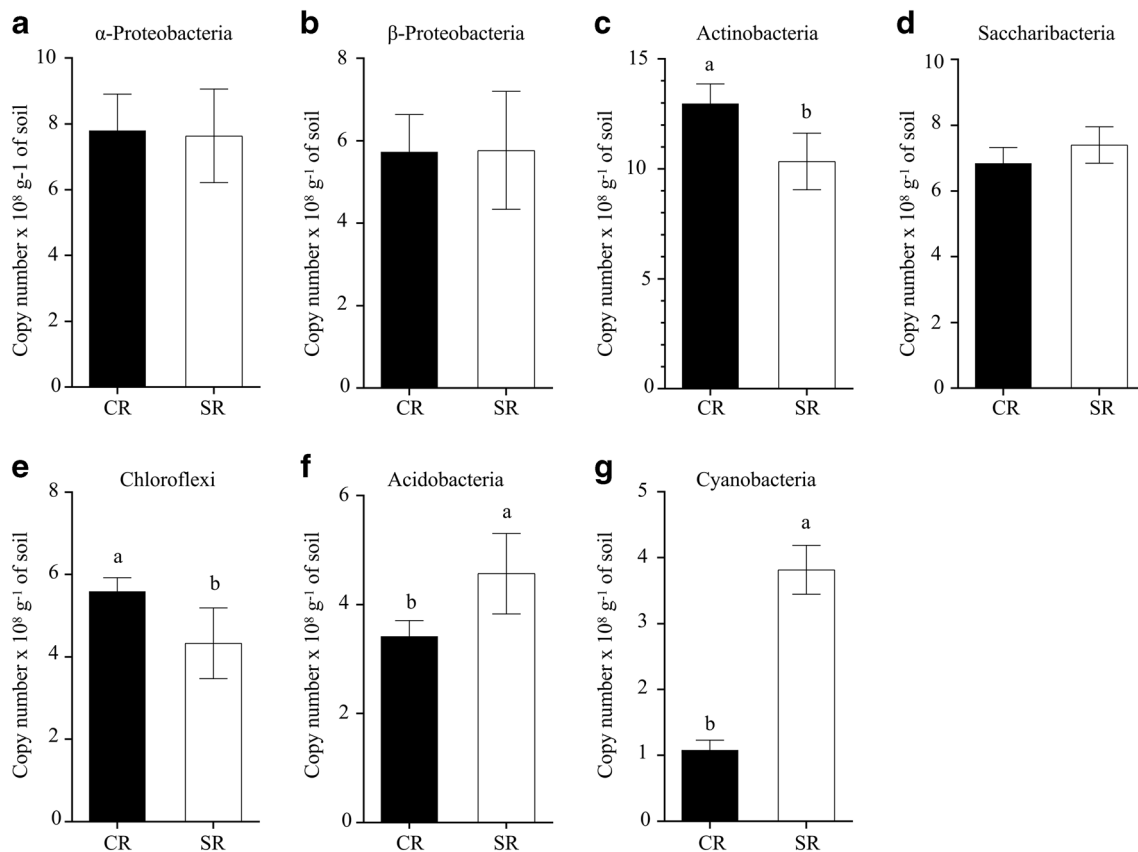 a
α-Proteobacteria
Copy number x 10⁸ g-1 of soil
10
8
6
4
2
0
CR
SR
b
β-Proteobacteria
Copy number x 10⁸ g⁻¹ of soil
8
6
4
2
0
CR
SR
c
Actinobacteria
Copy number x 10⁸ g⁻¹ of soil
15
10
5
0
a
b
CR
SR
d
Saccharibacteria
Copy number x 10⁸ g⁻¹ of soil
10
8
6
4
2
0
CR
SR
e
Chloroflexi
Copy number x 10⁸ g⁻¹ of soil
8
6
4
2
0
a
b
CR
SR
f
Acidobacteria
Copy number x 10⁸ g⁻¹ of soil
6
4
2
0
b
a
CR
SR
g
Cyanobacteria
Copy number x 10⁸ g⁻¹ of soil
5
4
3
2
1
0
b
a
CR
SR